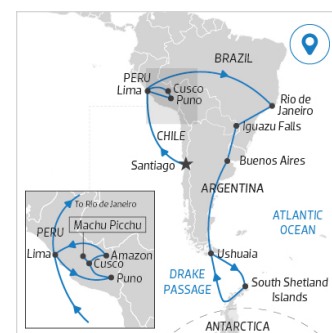 BRAZIL
PERU
Lima
Cusco
Puno
Rio de
Janeiro
Iguazu Falls
CHILE
Santiago
Buenos Aires
ARGENTINA
ATLANTIC
OCEAN
Ushuaia
DRAKE
PASSAGE
South Shetland
Islands
ANTARCTICA
To Rio de Janeiro
Machu Picchu
PERU
Lima
Amazon
Cusco
Puno